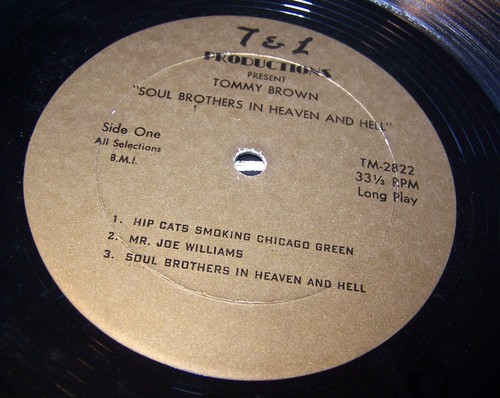 T & L
PRODUCTIONS
PRESENT
TOMMY BROWN
"SOUL BROTHERS IN HEAVEN AND HELL"
Side One
All Selections
B.M.I.
TM-2822
33⅓ RPM
Long Play
1. HIP CATS SMOKING CHICAGO GREEN
2. MR. JOE WILLIAMS
3. SOUL BROTHERS IN HEAVEN AND HELL